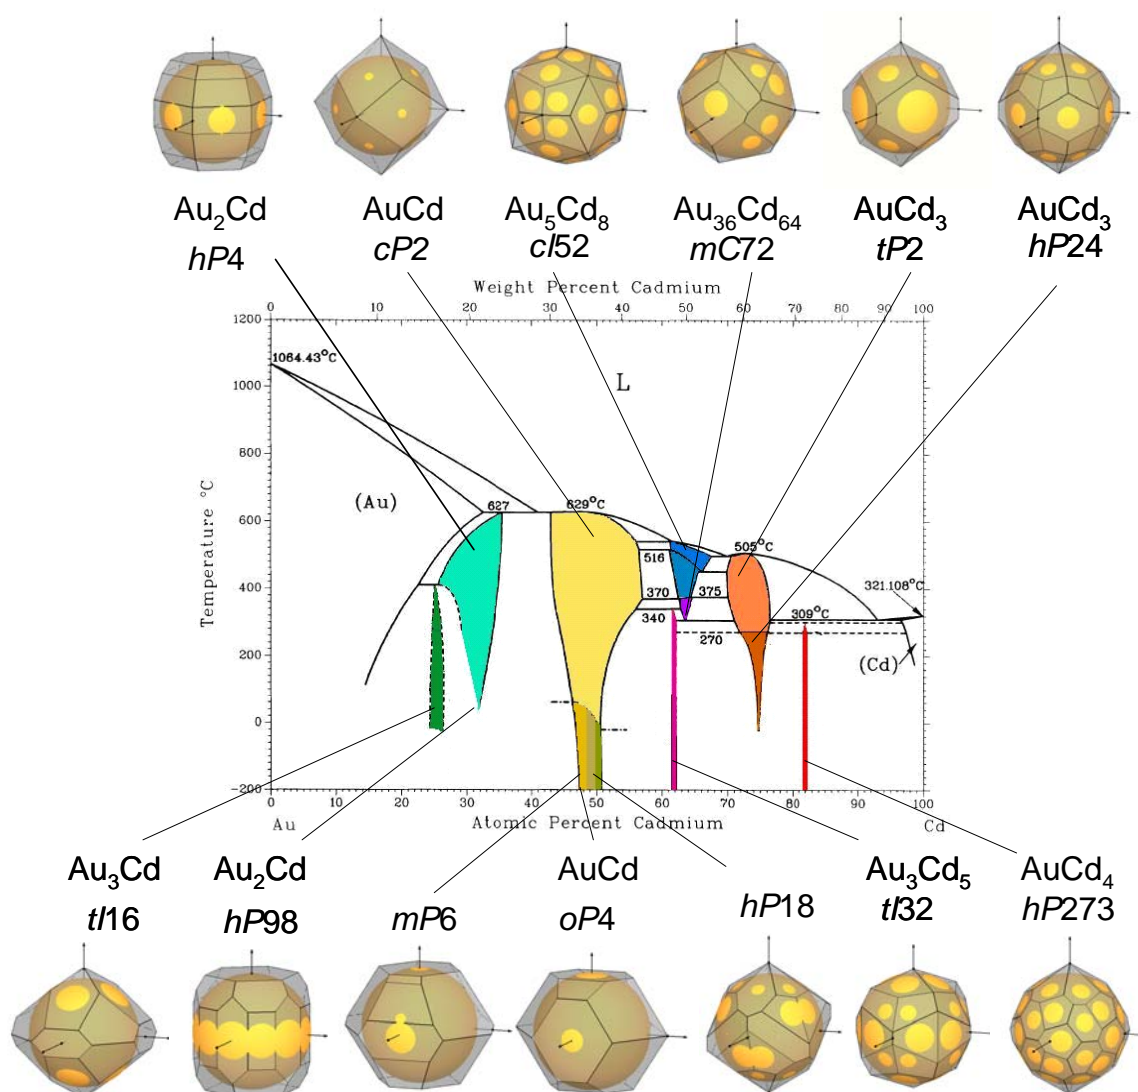 Au₂Cd AuCd Au₅Cd₈ Au₃₆Cd₆₄ AuCd₃ AuCd₃
hP4 cP2 cI52 mC72 tP2 hP24
Weight Percent Cadmium
0 10 20 30 40 50 60 70 80 90 100
1200
1064.43°C
1000
L
800
(Au)
600
627 629°C
516
505°C
400
370 375
321.108°C
340
309°C
270
200
(Cd)
0
-200
Temperature °C
0 10 20 30 40 50 60 70 80 90 100
Au Atomic Percent Cadmium Cd
Au₃Cd Au₂Cd AuCd Au₃Cd₅ AuCd₄
tI16 hP98 mP6 oP4 hP18 tI32 hP273